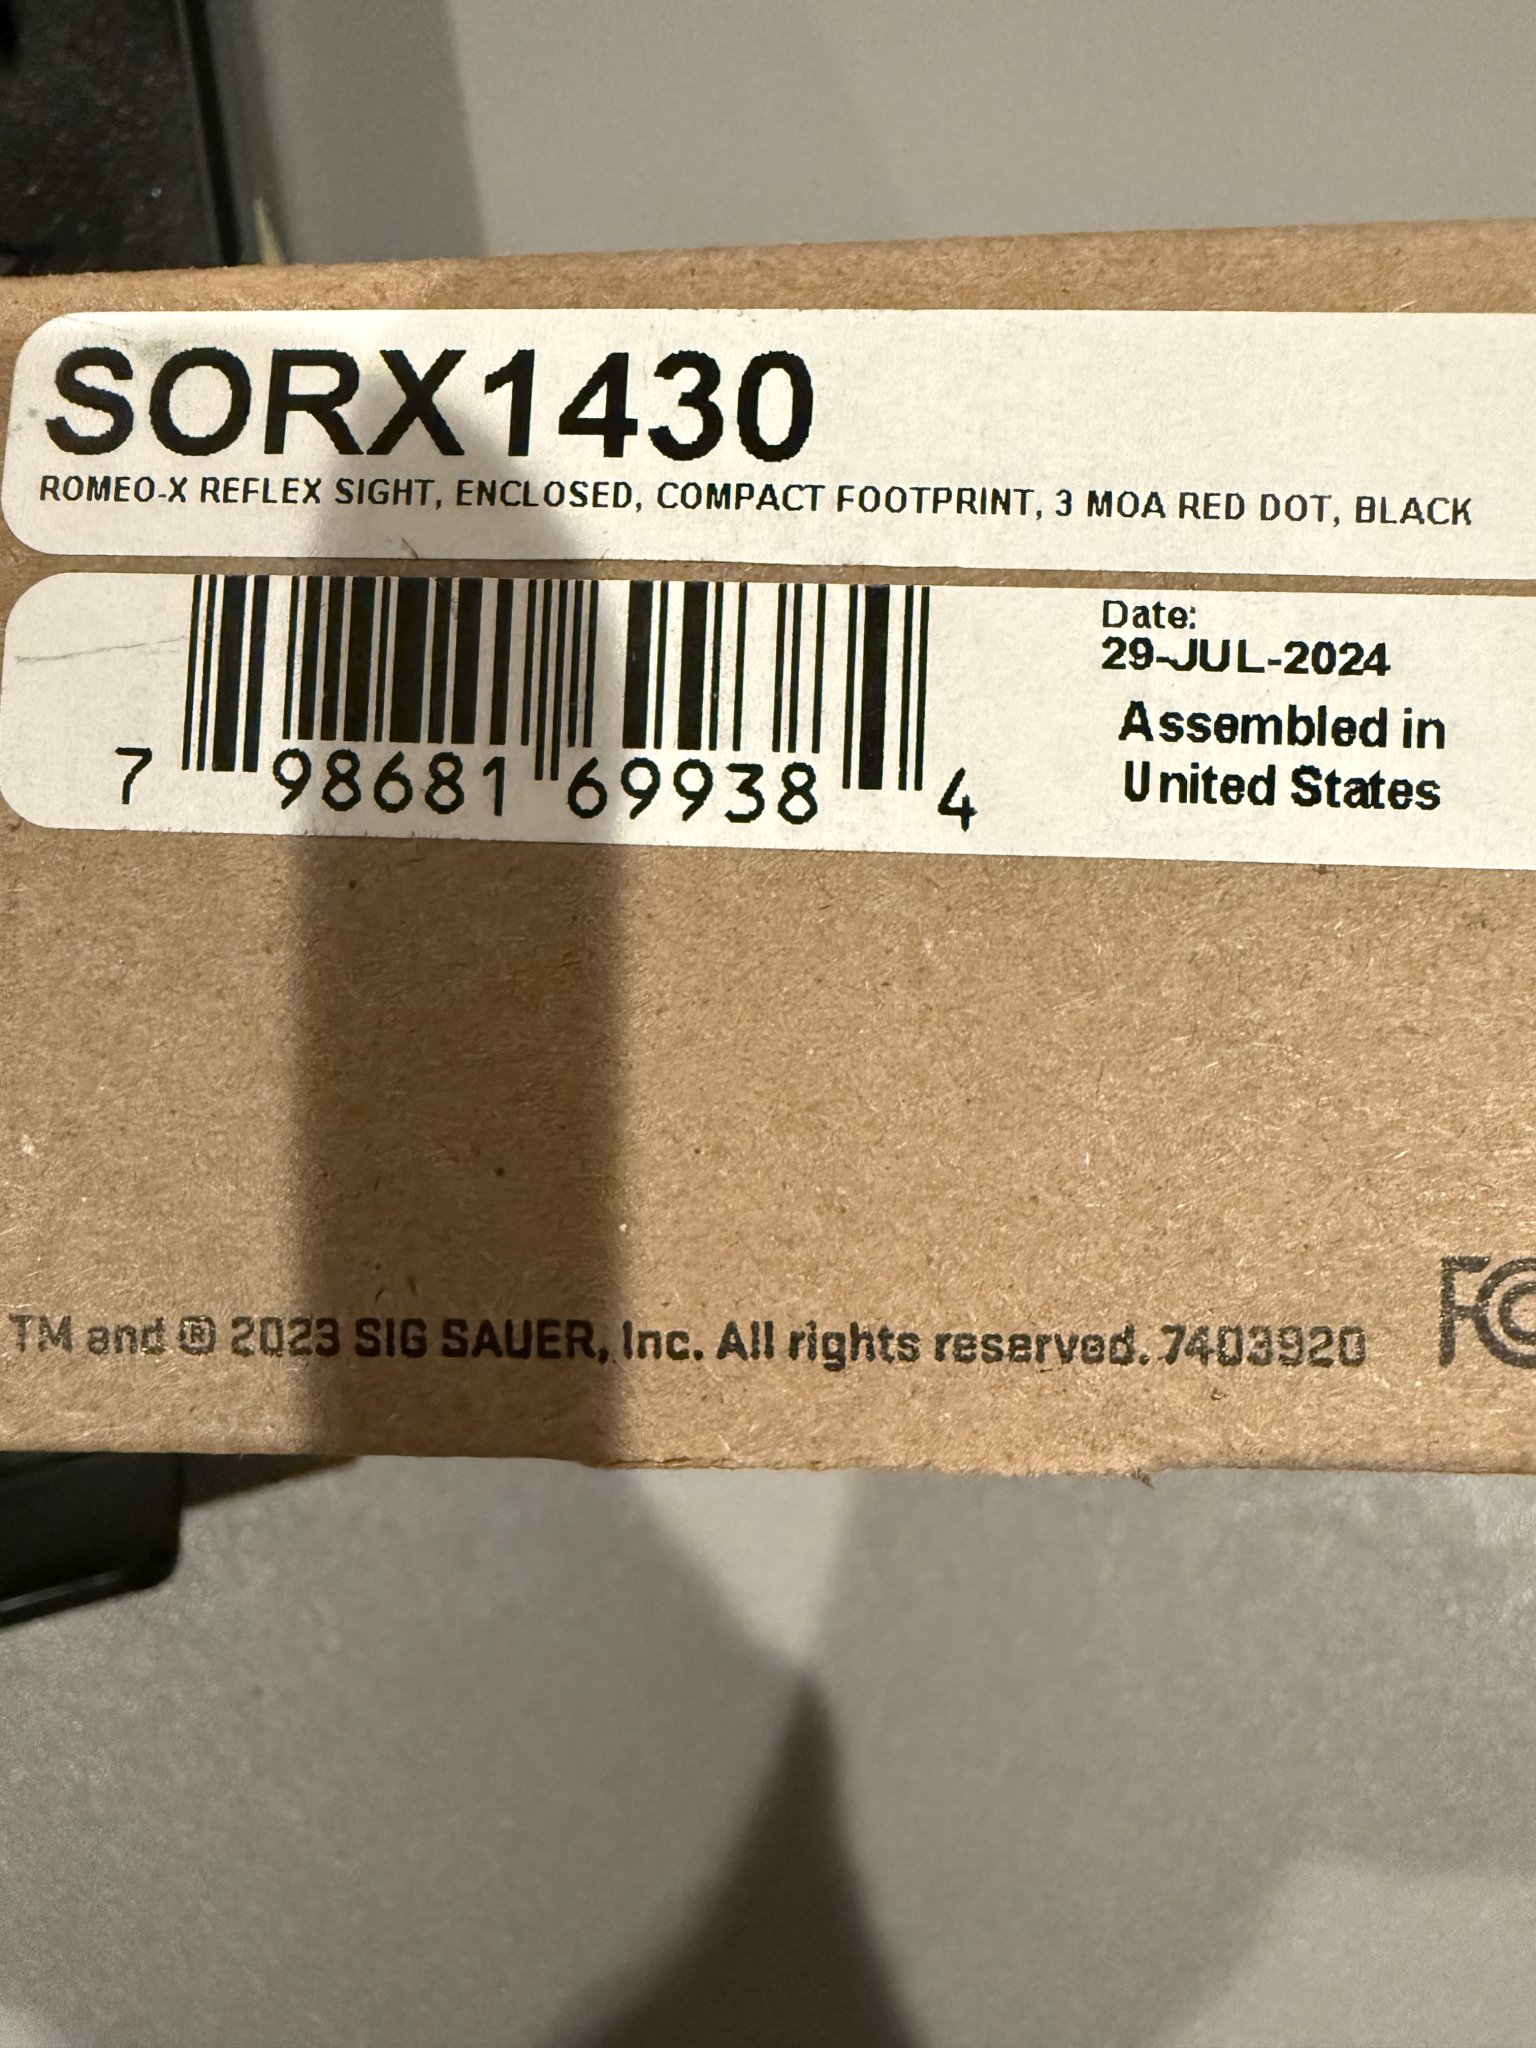 SORX1430
ROMEO-X REFLEX SIGHT, ENCLOSED, COMPACT FOOTPRINT, 3 MOA RED DOT, BLACK
7 98681 69938 4
Date:
29-JUL-2024
Assembled in
United States
TM and ® 2023 SIG SAUER, Inc. All rights reserved. 7403920
FC